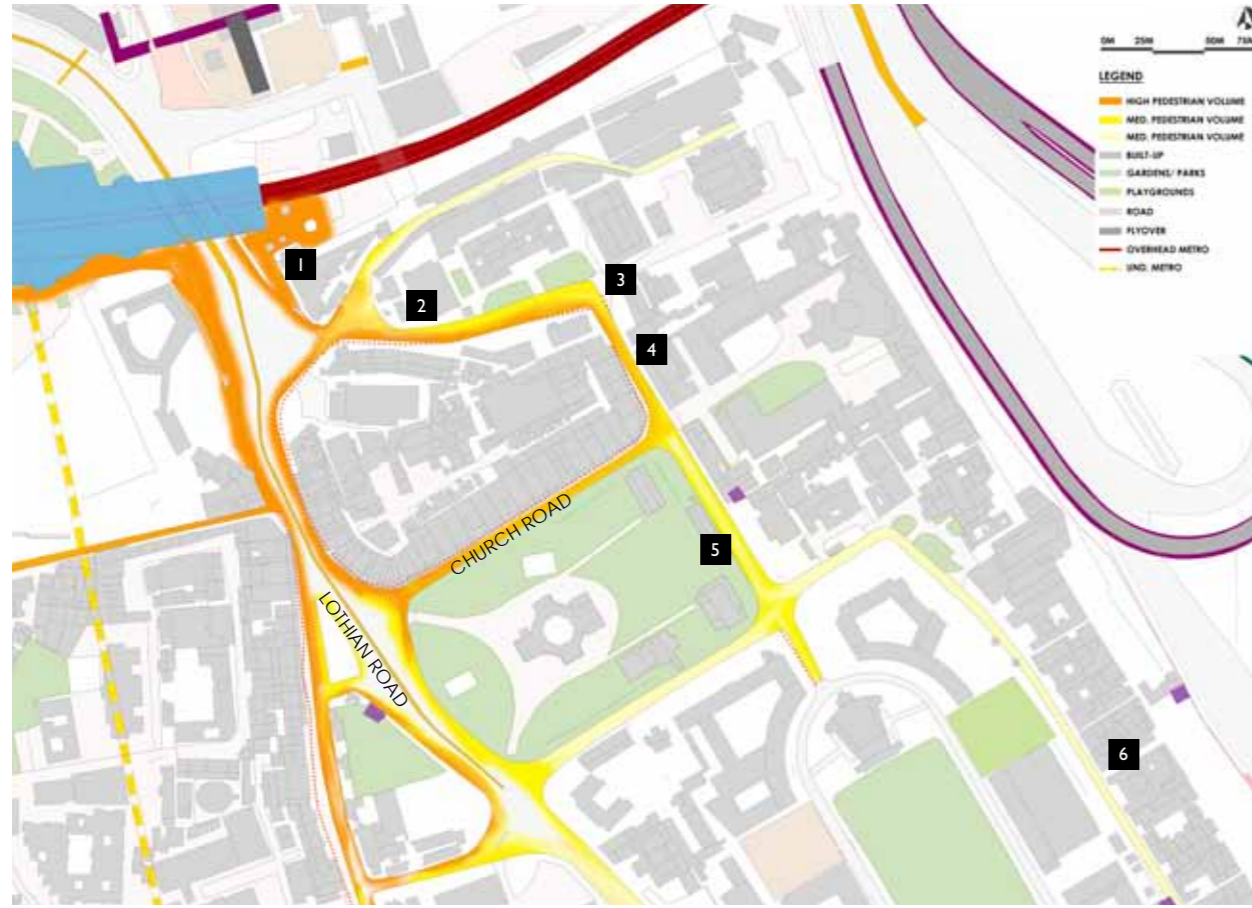 0M 25M 50M 75M
LEGEND
HIGH PEDESTRIAN VOLUME
MED. PEDESTRIAN VOLUME
MED. PEDESTRIAN VOLUME
BUILT-UP
GARDENS/ PARKS
PLAYGROUNDS
ROAD
FLYOVER
OVERHEAD METRO
UND. METRO
1
2
3
4
CHURCH ROAD
5
LOTHIAN ROAD
6